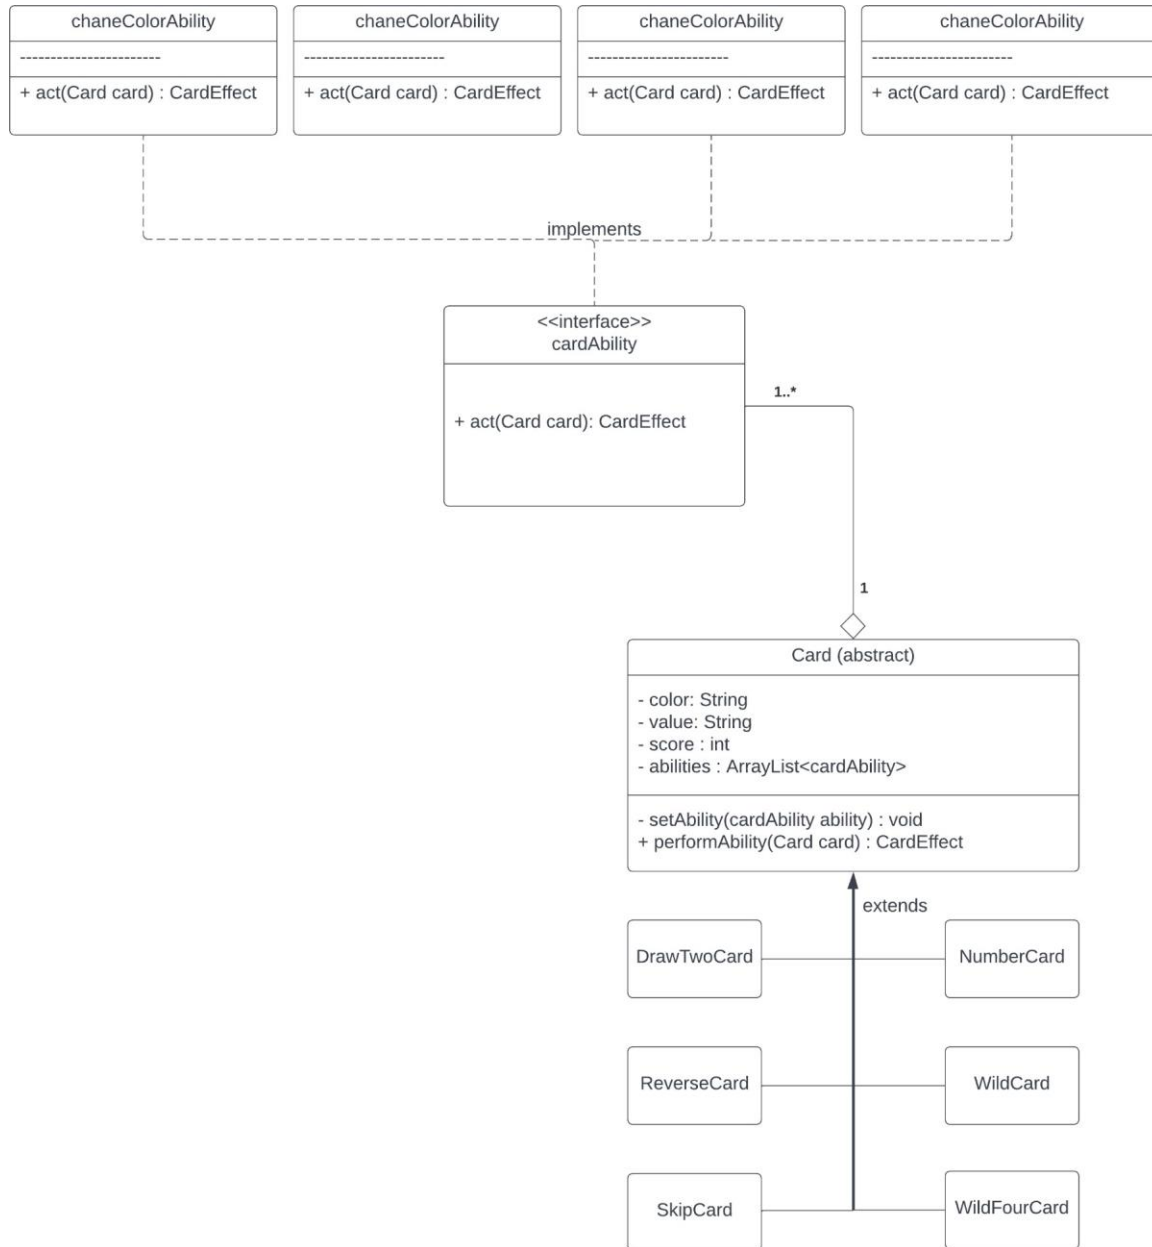 chaneColorAbility
-----------------------
+ act(Card card) : CardEffect
chaneColorAbility
-----------------------
+ act(Card card) : CardEffect
chaneColorAbility
-----------------------
+ act(Card card) : CardEffect
chaneColorAbility
-----------------------
+ act(Card card) : CardEffect
implements
<<interface>>
cardAbility
+ act(Card card): CardEffect
1..*
1
Card (abstract)
- color: String
- value: String
- score : int
- abilities : ArrayList<cardAbility>
- setAbility(cardAbility ability) : void
+ performAbility(Card card) : CardEffect
extends
DrawTwoCard
NumberCard
ReverseCard
WildCard
SkipCard
WildFourCard